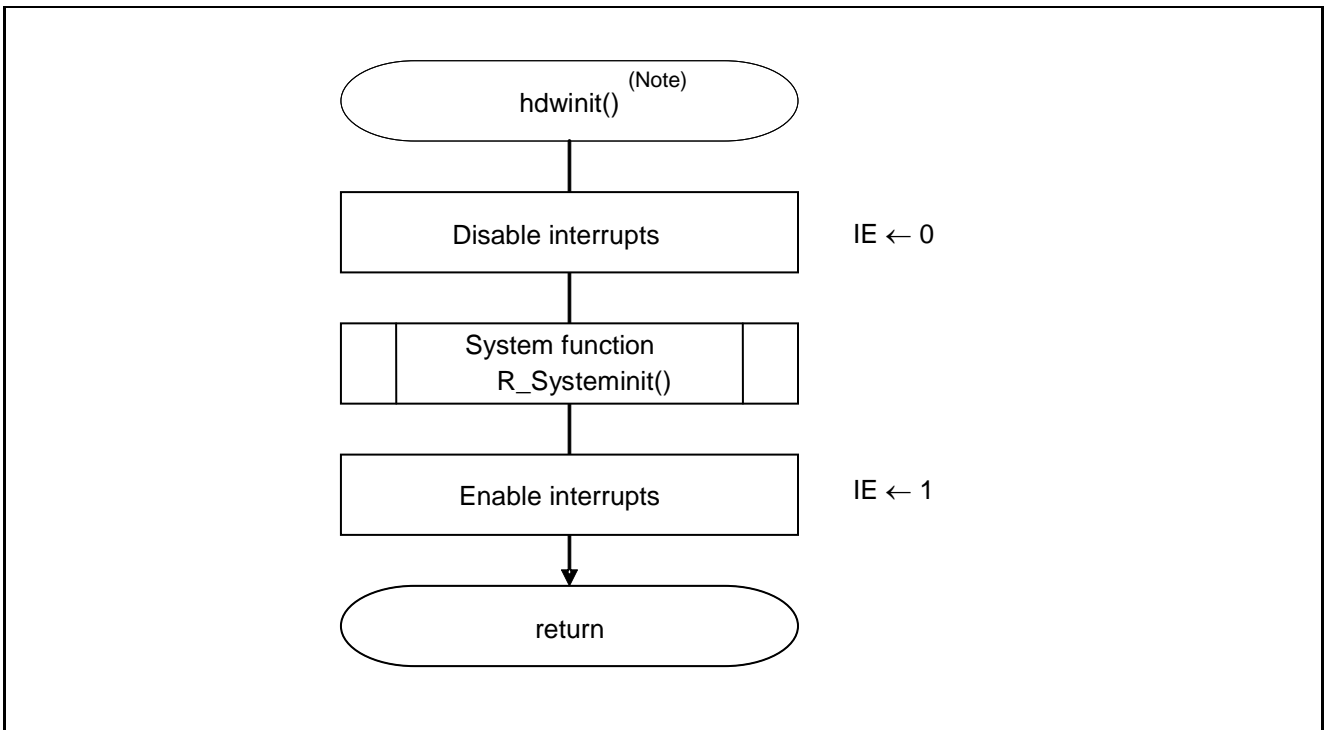 (Note)
hdwinit()
Disable interrupts
IE ← 0
System function
R_Systeminit()
Enable interrupts
IE ← 1
return